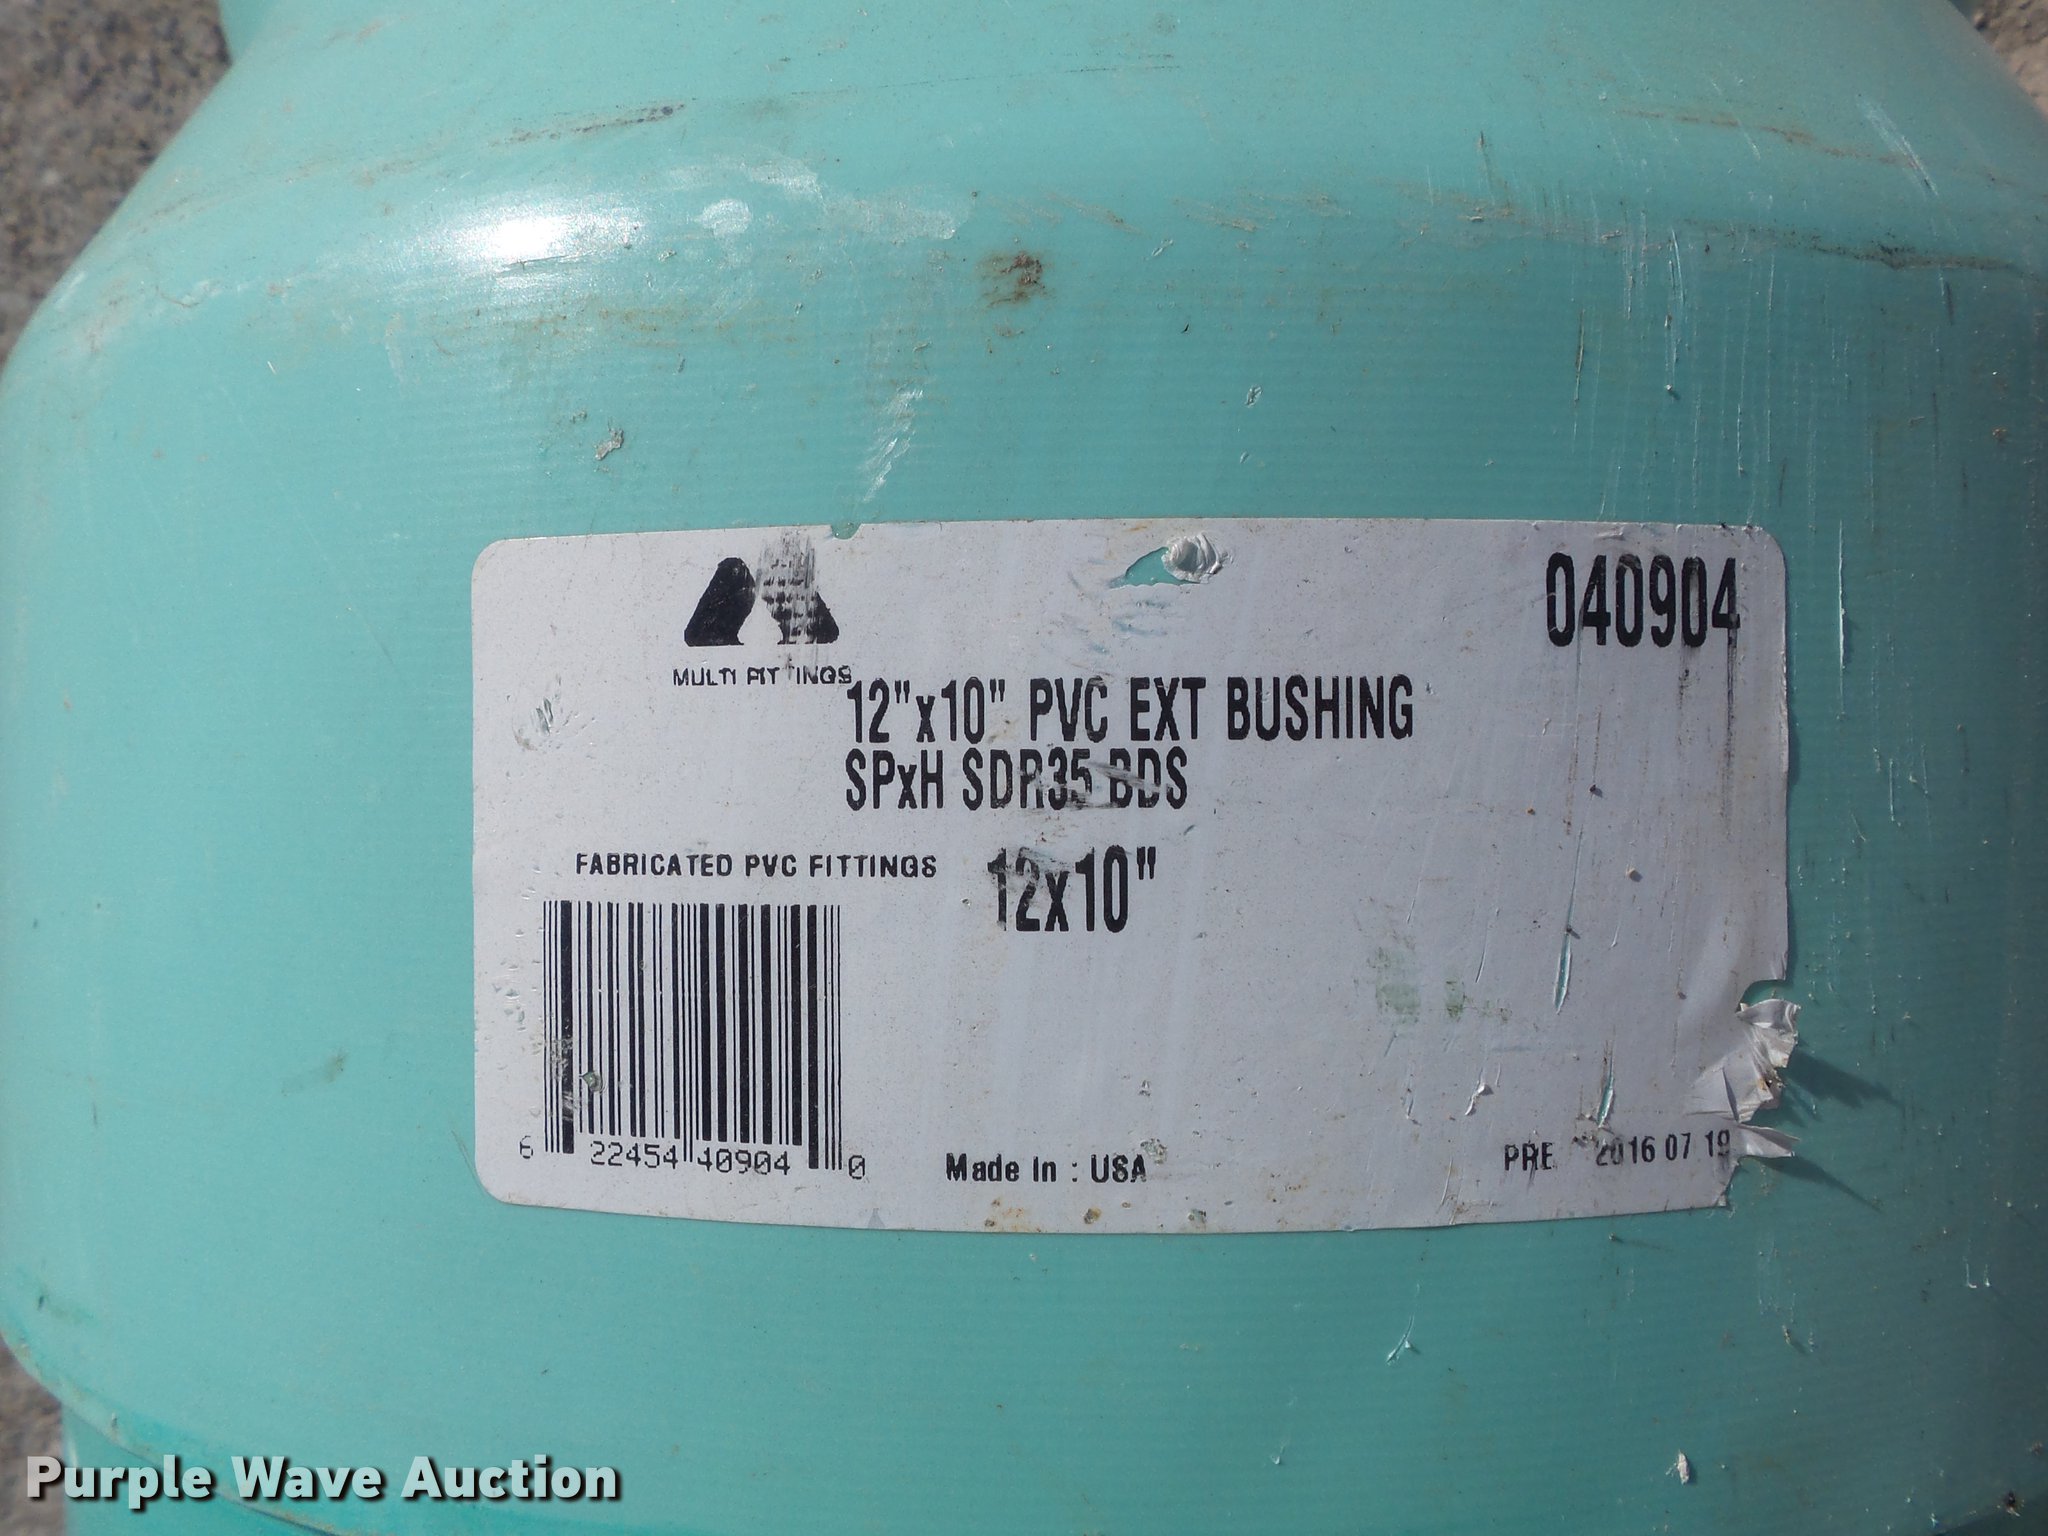 040904
MULTI FITTINGS
12"x10" PVC EXT BUSHING
SPxH SDR35 BDS
FABRICATED PVC FITTINGS
12x10"
6 22454 40904 0
Made In : USA
PRE 2016 07 19
Purple Wave Auction